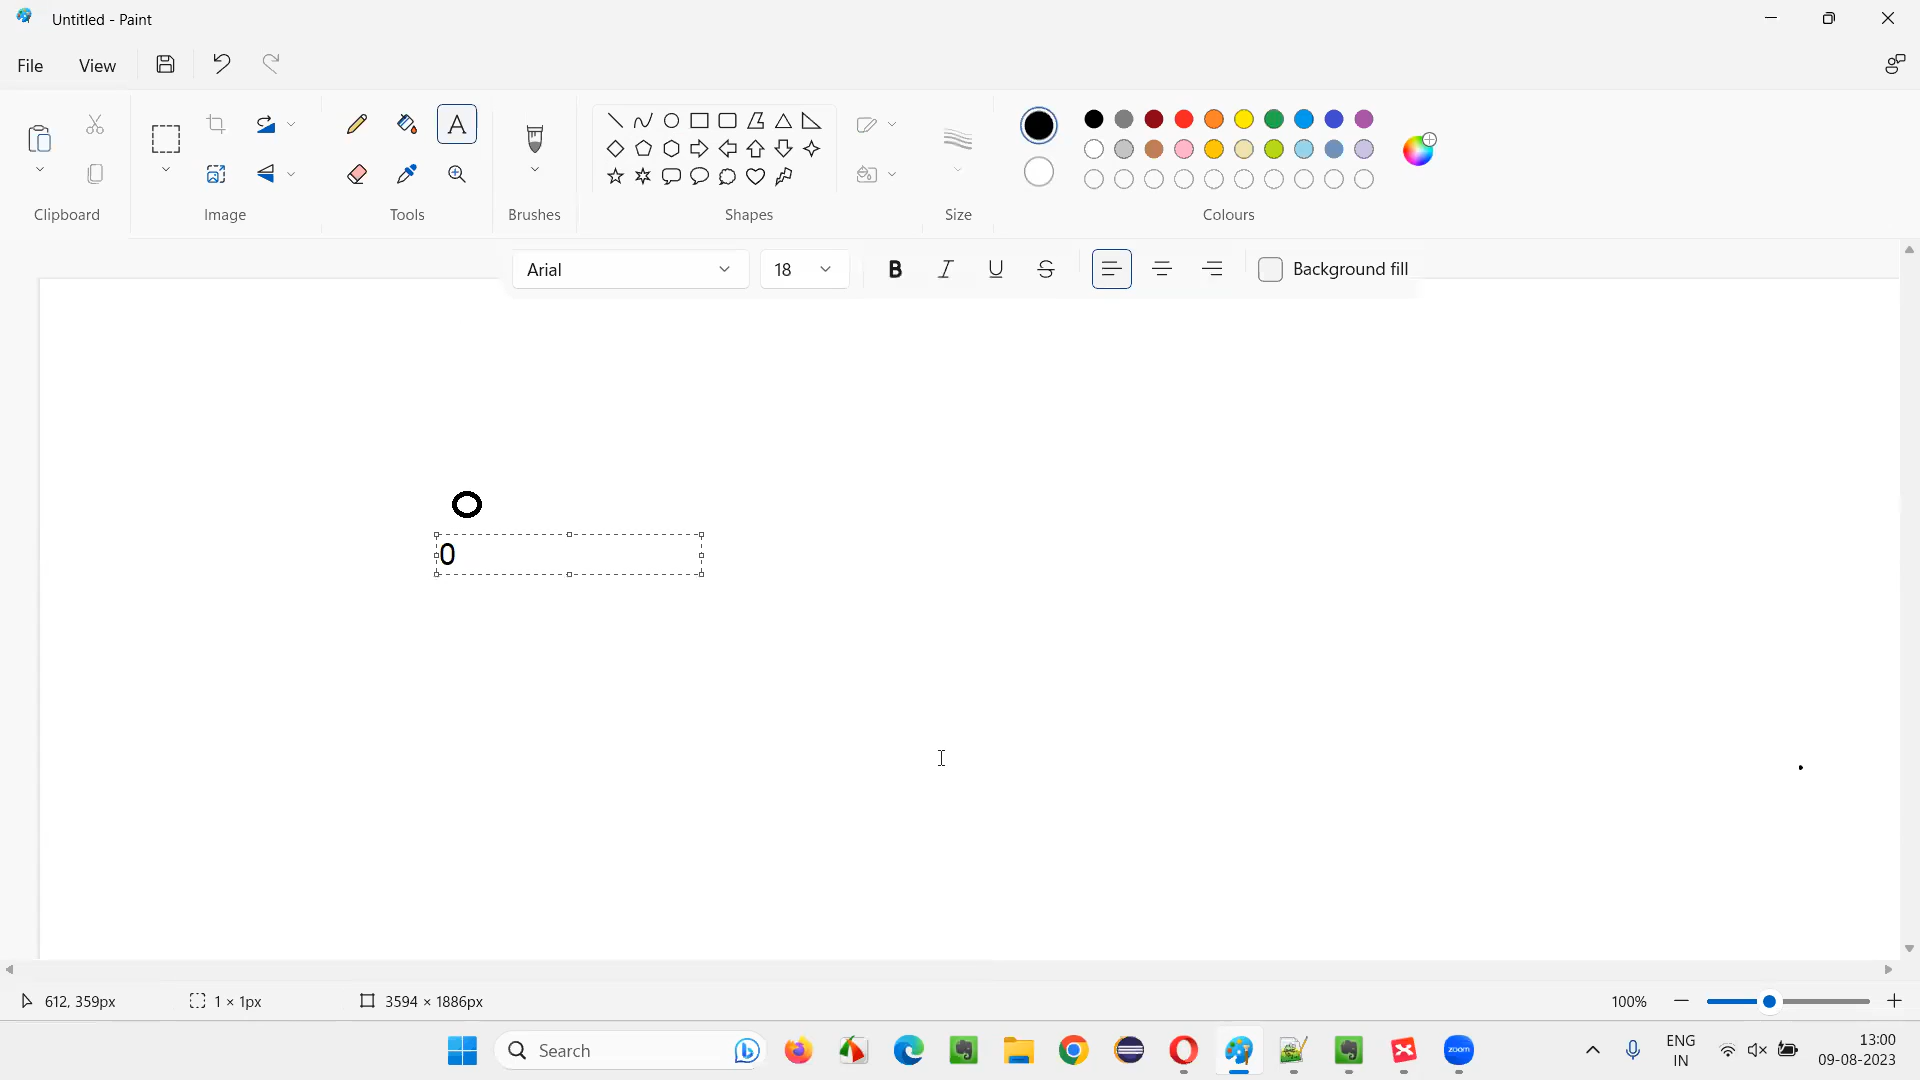 Untitled - Paint
File View
Clipboard
Image
Tools
Brushes
Shapes
Size
Colours
A
Arial 18 B I U S Background fill
0
612, 359px 1 × 1px 3594 × 1886px 100%
Search
zoom
ENG
IN
13:00
09-08-2023